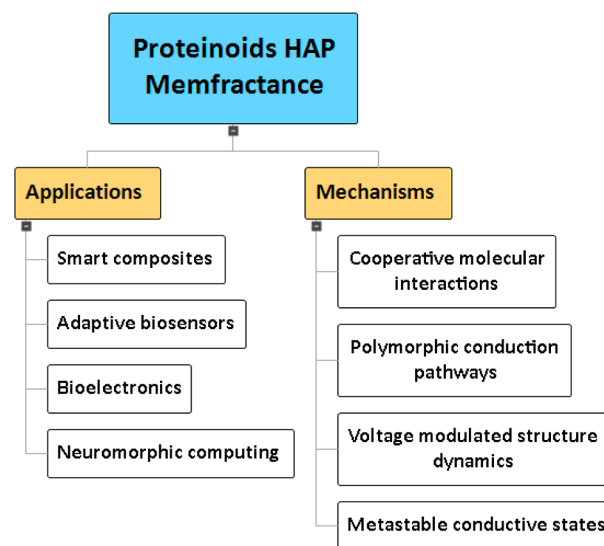 Proteinoids HAP
Memfractance
Applications
Smart composites
Adaptive biosensors
Bioelectronics
Neuromorphic computing
Mechanisms
Cooperative molecular
interactions
Polymorphic conduction
pathways
Voltage modulated structure
dynamics
Metastable conductive states